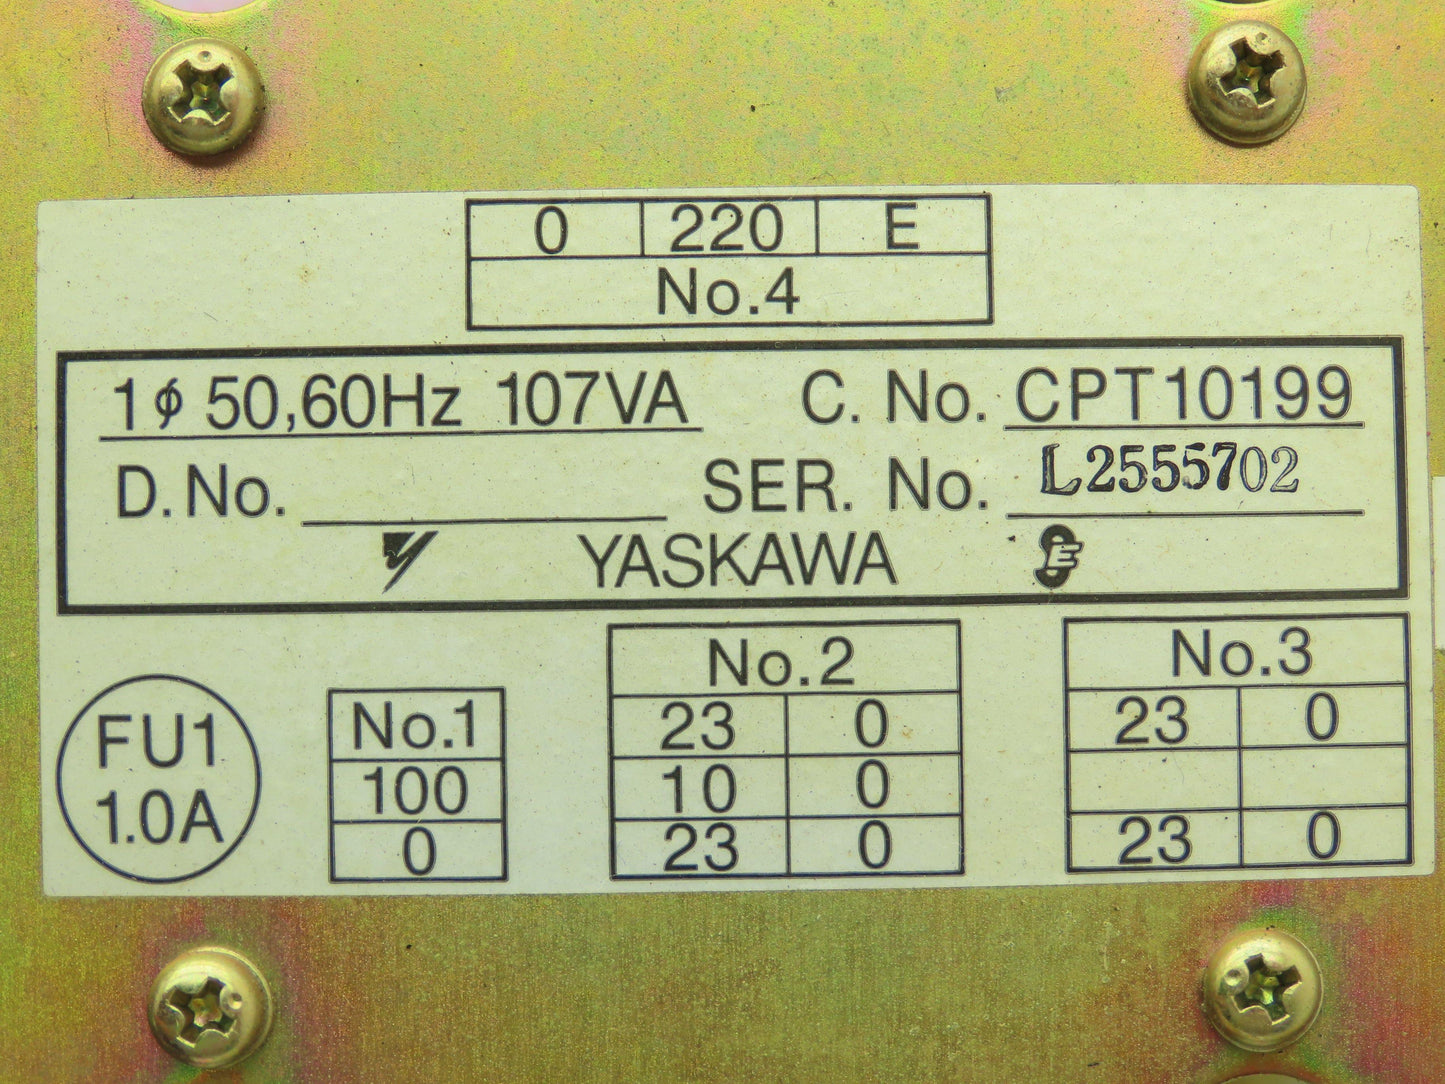 0 220 E
No.4
1φ 50,60Hz 107VA C. No. CPT10199
D. No. SER. No. L2555702
YASKAWA E
FU1
1.0A
No.1
100
0
No.2
23 0
10 0
23 0
No.3
23 0
23 0